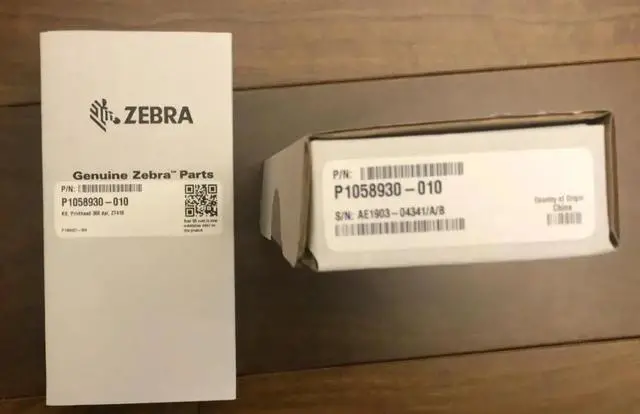 ZEBRA
Genuine Zebra™ Parts
P/N:
P1058930-010
Kit, Printhead 300 dpi, ZT410
P/N:
P1058930-010
S/N: AE1903-04341/A/B
Country of Origin
China